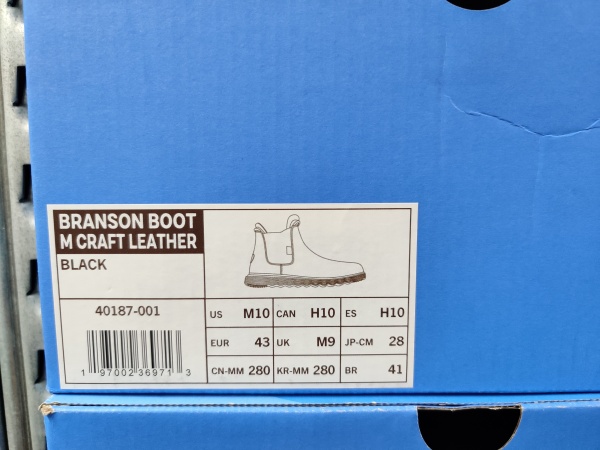 BRANSON BOOT
M CRAFT LEATHER
BLACK
40187-001
1 97002 36971 3
US M10 CAN H10 ES H10
EUR 43 UK M9 JP-CM 28
CN-MM 280 KR-MM 280 BR 41